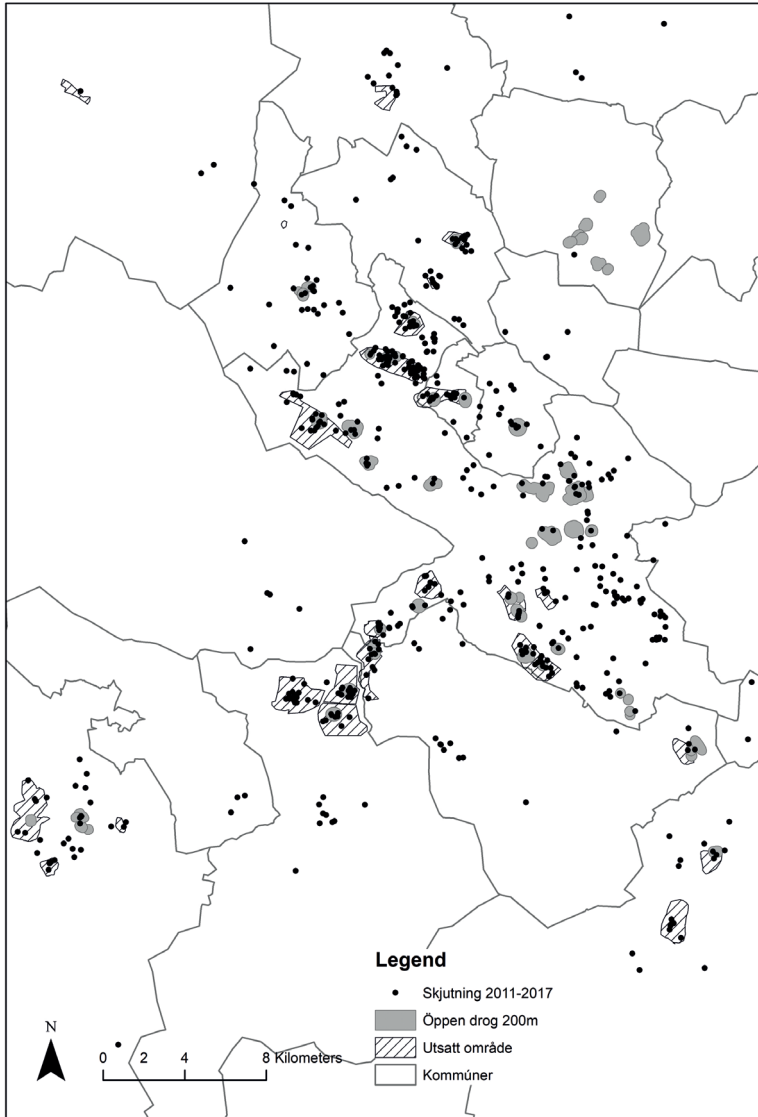 Legend
Skjutning 2011-2017
Öppen drog 200m
Utsatt område
Kommúner
N
0 2 4 8 Kilometers